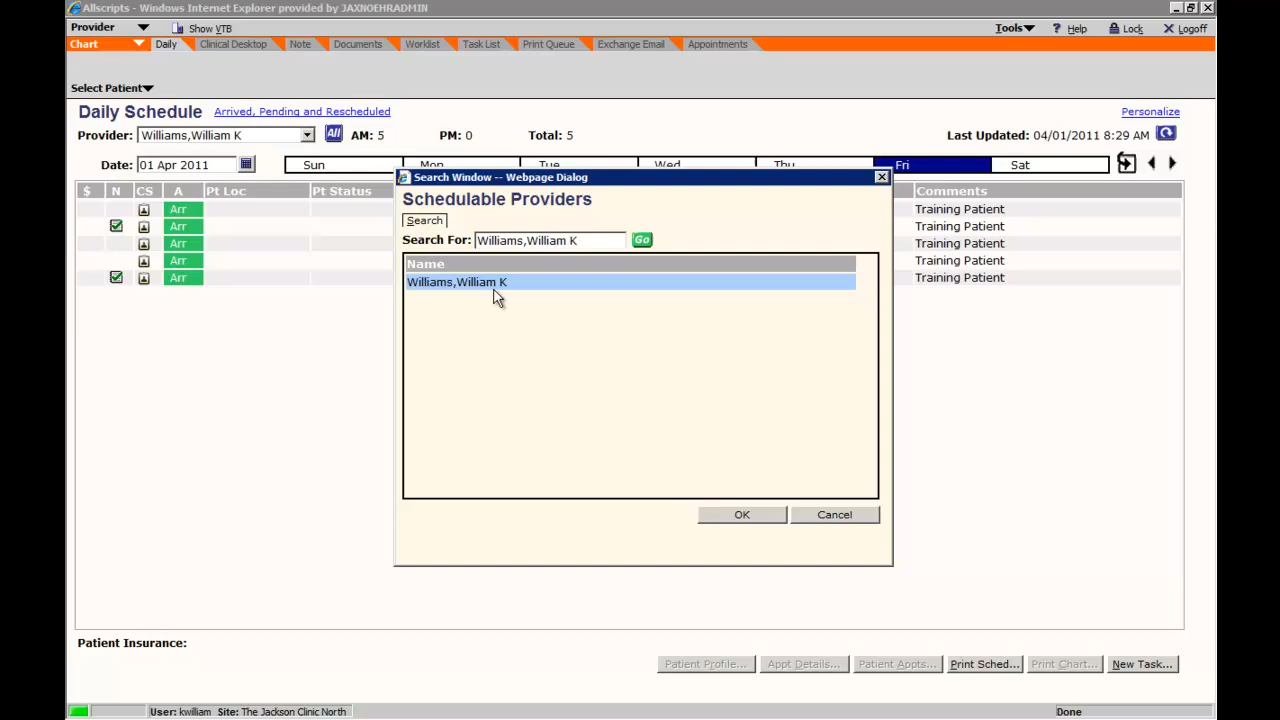 Allscripts - Windows Internet Explorer provided by JAXNOEHRADMIN
Provider Show VTB Tools Help Lock Logoff
Chart Daily Clinical Desktop Note Documents Worklist Task List Print Queue Exchange Email Appointments
Select Patient
Daily Schedule Arrived, Pending and Rescheduled Personalize
Provider: Williams,William K All AM: 5 PM: 0 Total: 5 Last Updated: 04/01/2011 8:29 AM
Date: 01 Apr 2011 Sun Mon Tue Wed Thu Fri Sat
$ N CS A Pt Loc Pt Status Comments
Arr Training Patient
Arr Training Patient
Arr Training Patient
Arr Training Patient
Arr Training Patient
Search Window -- Webpage Dialog
Schedulable Providers
Search
Search For: Williams,William K Go
Name
Williams,William K
OK Cancel
Patient Insurance:
Patient Profile... Appt Details... Patient Appts... Print Sched... Print Chart... New Task...
User: kwilliam Site: The Jackson Clinic North Done